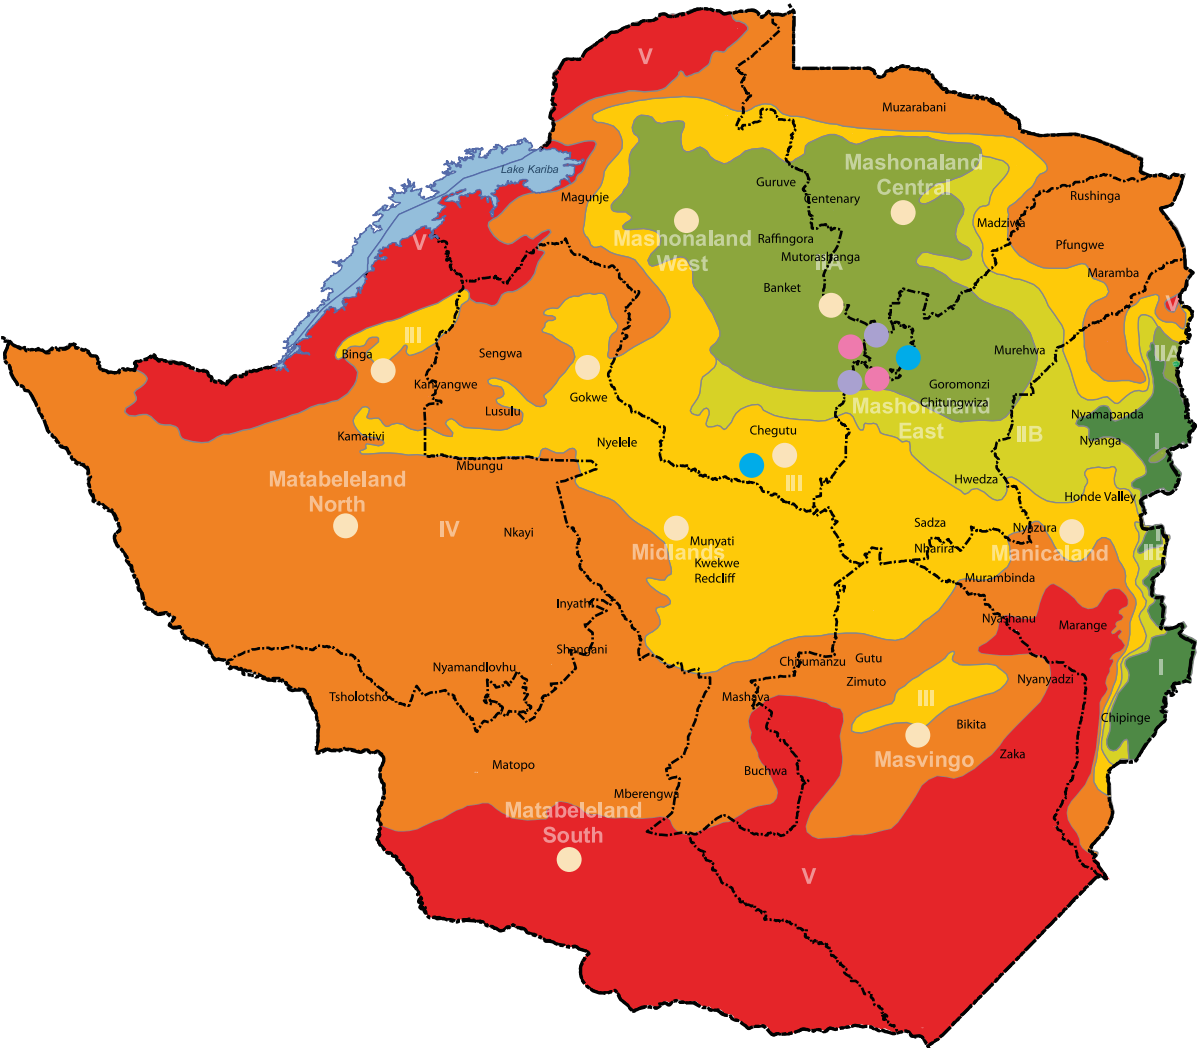 V
Muzarabani
Lake Kariba
Mashonaland
Central
Guruve
Magunje
Centenary
Rushinga
Madziwa
Raffingora
Mashonaland
West
V
Pfungwe
Mutorashanga
IIA
Maramba
Banket
V
III
Binga
Sengwa
Murehwa
IIA
Kanyangwe
Goromonzi
Gokwe
Chitungwiza
Lusulu
Mashonaland
East
Nyamapanda
Kamativi
Chegutu
IIB
Nyelele
Nyanga
I
Mbungu
Matabeleland
North
III
Hwedza
Honde Valley
IV
Nkayi
Sadza
Nyazura
Munyati
Midlands
Nharira
Manicaland
Kwekwe
Redcliff
Murambinda
Inyathi
Nyashanu
Marange
Shangani
Chirumanzu
Gutu
Nyamandlovhu
I
Zimuto
Nyanyadzi
Tsholotsho
Mashava
III
Bikita
Chipinge
Masvingo
Zaka
Matopo
Buchwa
Mberengwa
Matabeleland
South
V